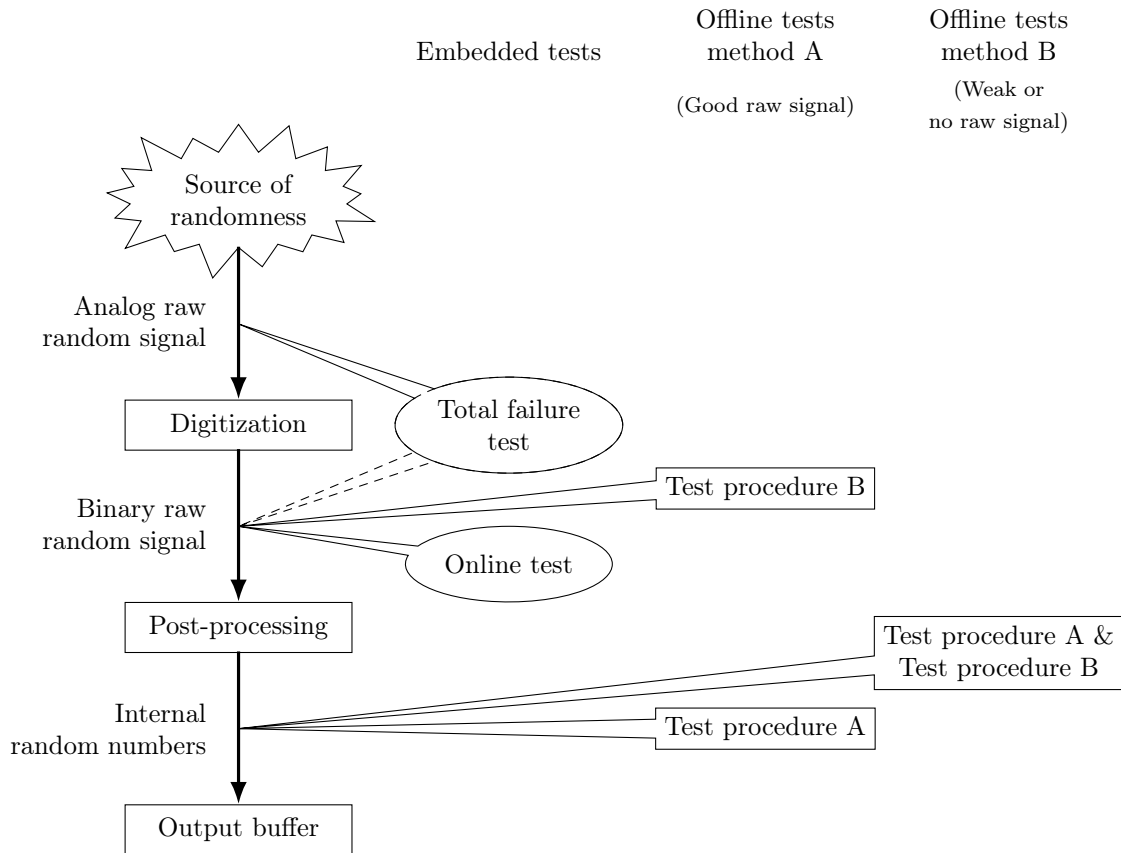 Embedded tests
Offline tests
method A
(Good raw signal)
Offline tests
method B
(Weak or
no raw signal)
Source of
randomness
Analog raw
random signal
Total failure
test
Digitization
Test procedure B
Binary raw
random signal
Online test
Post-processing
Test procedure A &
Test procedure B
Internal
random numbers
Test procedure A
Output buffer